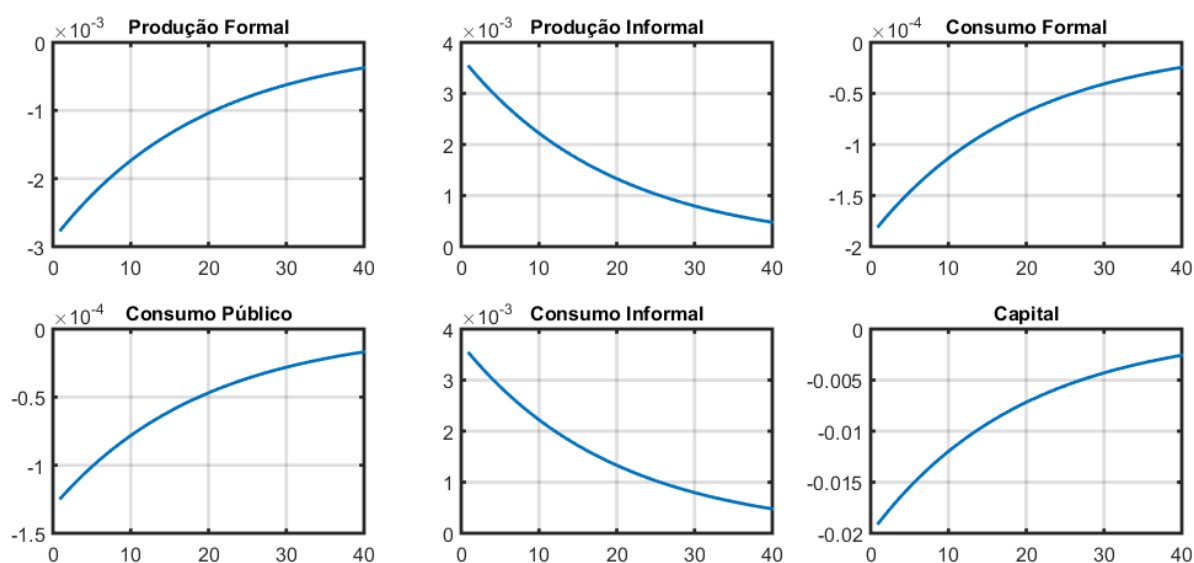 ×10⁻³ Produção Formal
0
-1
-2
-3
0 10 20 30 40
×10⁻³ Produção Informal
4
3
2
1
0
0 10 20 30 40
×10⁻⁴ Consumo Formal
0
-0.5
-1
-1.5
-2
0 10 20 30 40
×10⁻⁴ Consumo Público
0
-0.5
-1
-1.5
0 10 20 30 40
×10⁻³ Consumo Informal
4
3
2
1
0
0 10 20 30 40
Capital
0
-0.005
-0.01
-0.015
-0.02
0 10 20 30 40